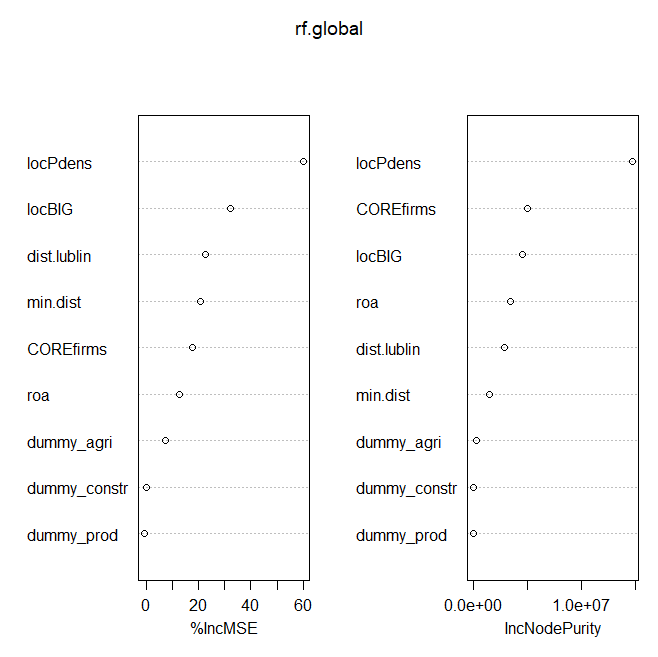 rf.global
locPdens
locBIG
dist.lublin
min.dist
COREfirms
roa
dummy_agri
dummy_constr
dummy_prod
0 20 40 60
%IncMSE
locPdens
COREfirms
locBIG
roa
dist.lublin
min.dist
dummy_agri
dummy_constr
dummy_prod
0.0e+00 1.0e+07
IncNodePurity